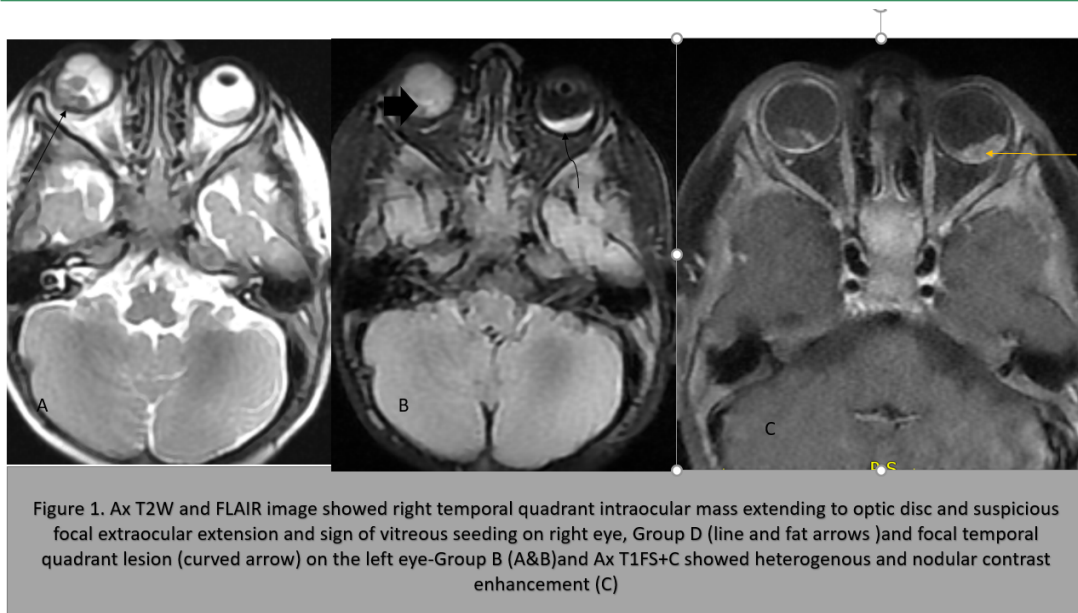 A
B
C
R S
Figure 1. Ax T2W and FLAIR image showed right temporal quadrant intraocular mass extending to optic disc and suspicious
focal extraocular extension and sign of vitreous seeding on right eye, Group D (line and fat arrows )and focal temporal
quadrant lesion (curved arrow) on the left eye-Group B (A&B)and Ax T1FS+C showed heterogenous and nodular contrast
enhancement (C)